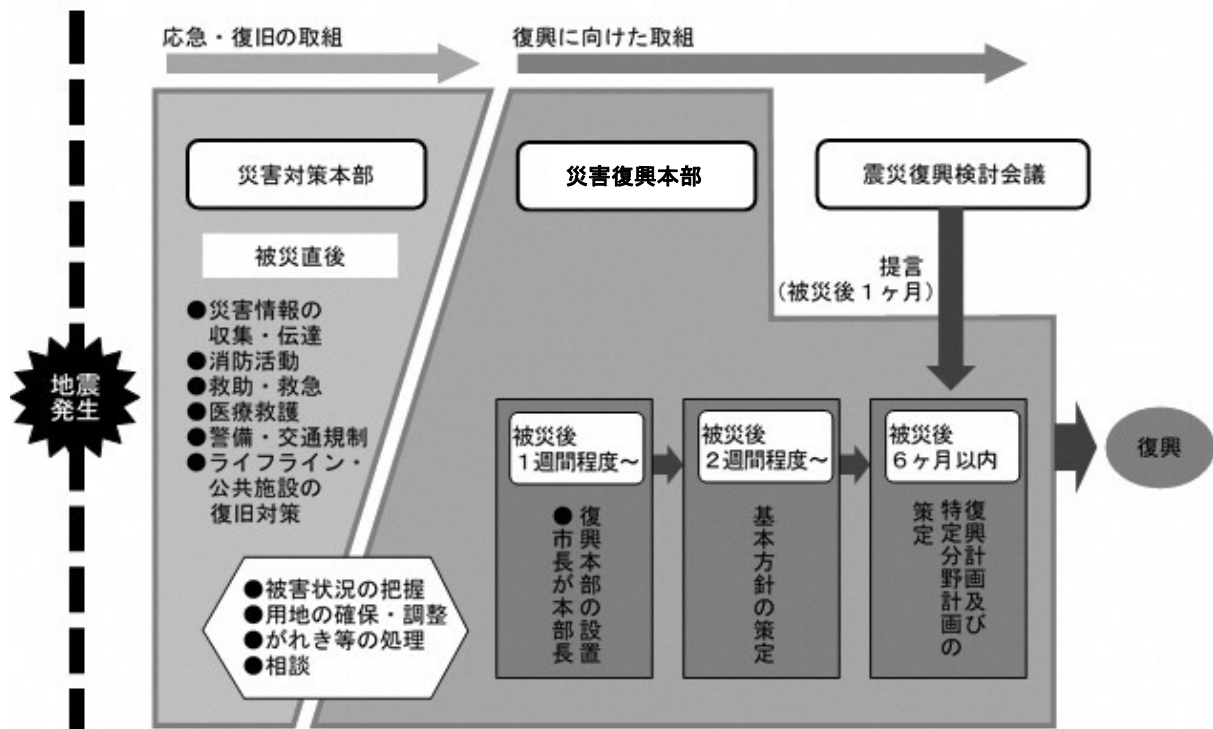 応急・復旧の取組
復興に向けた取組
地震
発生
災害対策本部
被災直後
●災害情報の
収集・伝達
●消防活動
●救助・救急
●医療救護
●警備・交通規制
●ライフライン・
公共施設の
復旧対策
●被害状況の把握
●用地の確保・調整
●がれき等の処理
●相談
災害復興本部
震災復興検討会議
提言
（被災後１ヶ月）
被災後
１週間程度～
復興本部の設置
●市長が本部長
被災後
２週間程度～
基本方針の策定
被災後
６ヶ月以内
復興計画及び
特定分野計画の
策定
復興